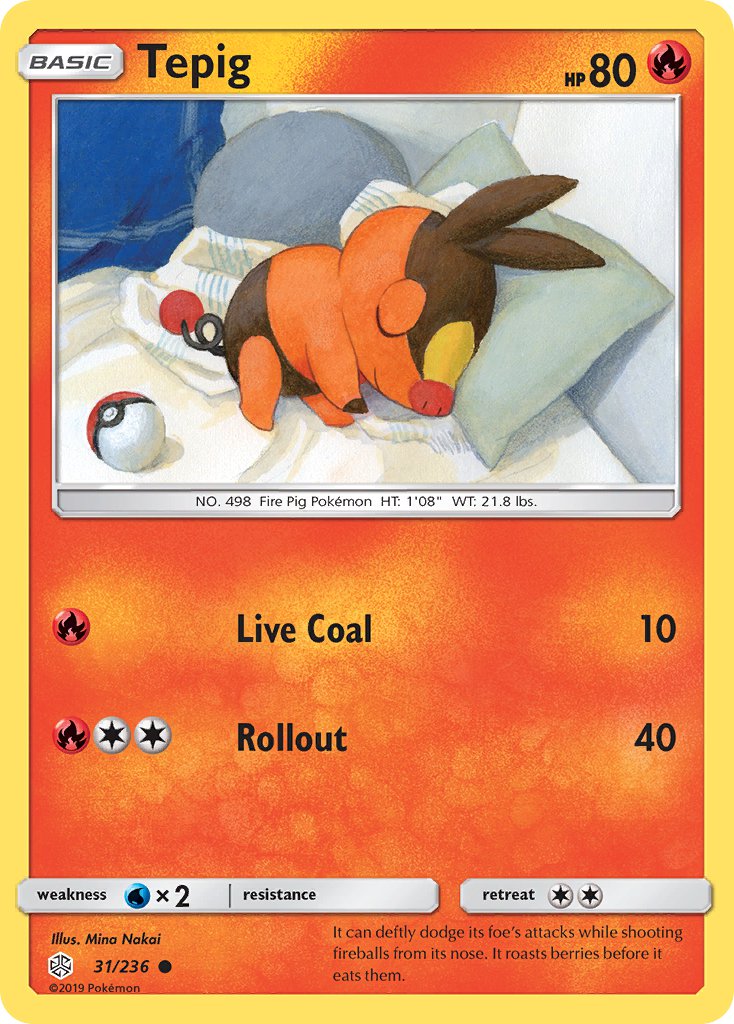 BASIC Tepig HP 80
NO. 498 Fire Pig Pokémon HT: 1'08" WT: 21.8 lbs.
Live Coal 10
Rollout 40
weakness × 2 resistance retreat
Illus. Mina Nakai
31/236
©2019 Pokémon
It can deftly dodge its foe's attacks while shooting
fireballs from its nose. It roasts berries before it
eats them.